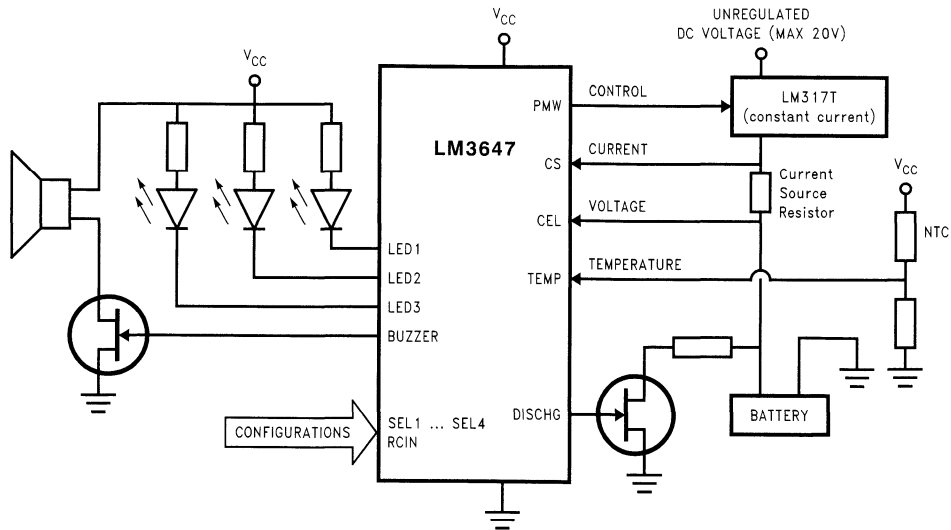 UNREGULATED
DC VOLTAGE (MAX 20V)
VCC
VCC
PMW
CONTROL
LM317T
(constant current)
LM3647
CS
CURRENT
VCC
Current
Source
Resistor
CEL
VOLTAGE
NTC
LED1
TEMP
TEMPERATURE
LED2
LED3
BUZZER
DISCHG
BATTERY
CONFIGURATIONS
SEL1 ... SEL4
RCIN